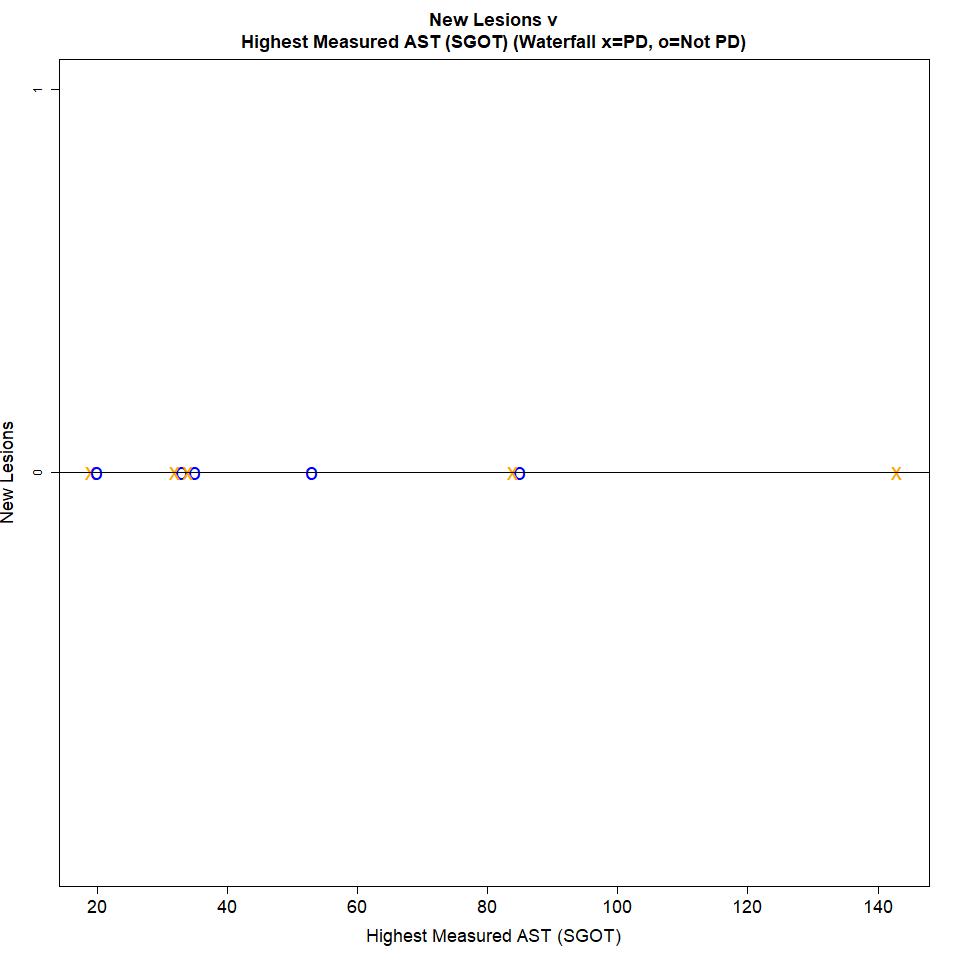 New Lesions v
Highest Measured AST (SGOT) (Waterfall x=PD, o=Not PD)
1
New Lesions
0
x o x o x o o x o x
20 40 60 80 100 120 140
Highest Measured AST (SGOT)